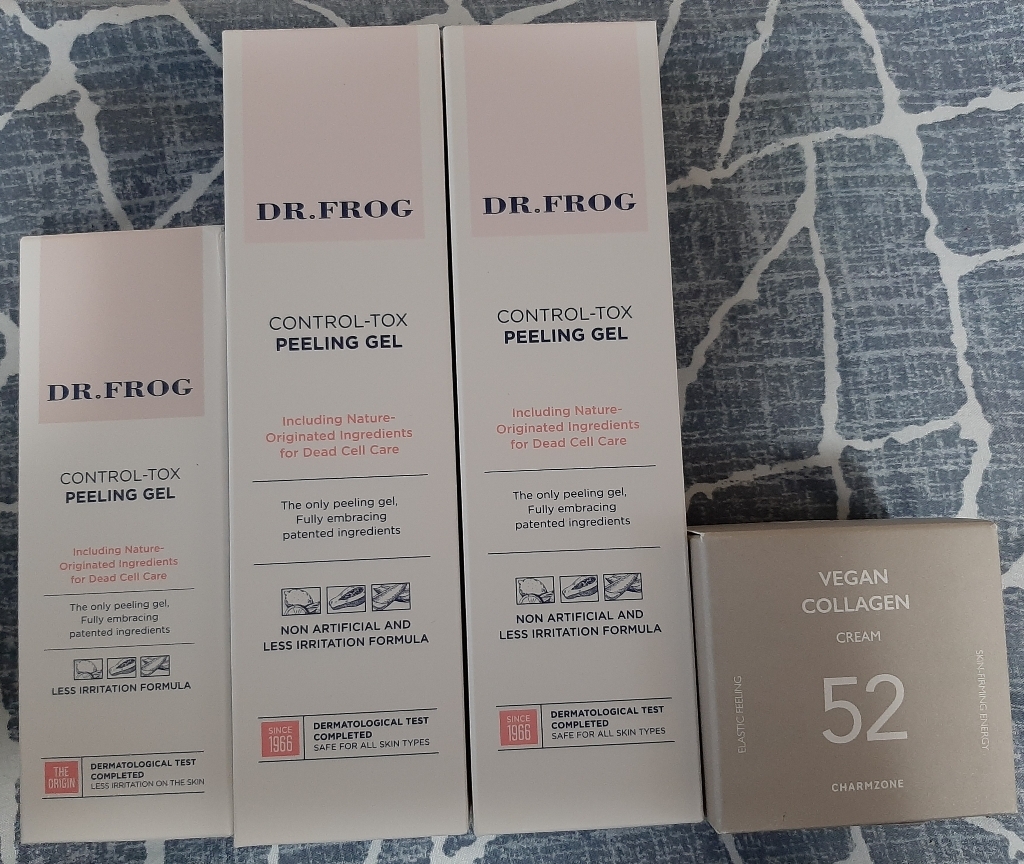 DR.FROG
CONTROL-TOX
PEELING GEL
Including Nature-
Originated Ingredients
for Dead Cell Care
The only peeling gel,
Fully embracing
patented ingredients
LESS IRRITATION FORMULA
THE
ORIGIN
DERMATOLOGICAL TEST
COMPLETED
LESS IRRITATION ON THE SKIN
DR.FROG
CONTROL-TOX
PEELING GEL
Including Nature-
Originated Ingredients
for Dead Cell Care
The only peeling gel,
Fully embracing
patented ingredients
NON ARTIFICIAL AND
LESS IRRITATION FORMULA
SINCE
1966
DERMATOLOGICAL TEST
COMPLETED
SAFE FOR ALL SKIN TYPES
DR.FROG
CONTROL-TOX
PEELING GEL
Including Nature-
Originated Ingredients
for Dead Cell Care
The only peeling gel,
Fully embracing
patented ingredients
NON ARTIFICIAL AND
LESS IRRITATION FORMULA
SINCE
1966
DERMATOLOGICAL TEST
COMPLETED
SAFE FOR ALL SKIN TYPES
VEGAN
COLLAGEN
CREAM
52
ELASTIC FEELING
SKIN-FIRMING ENERGY
CHARMZONE